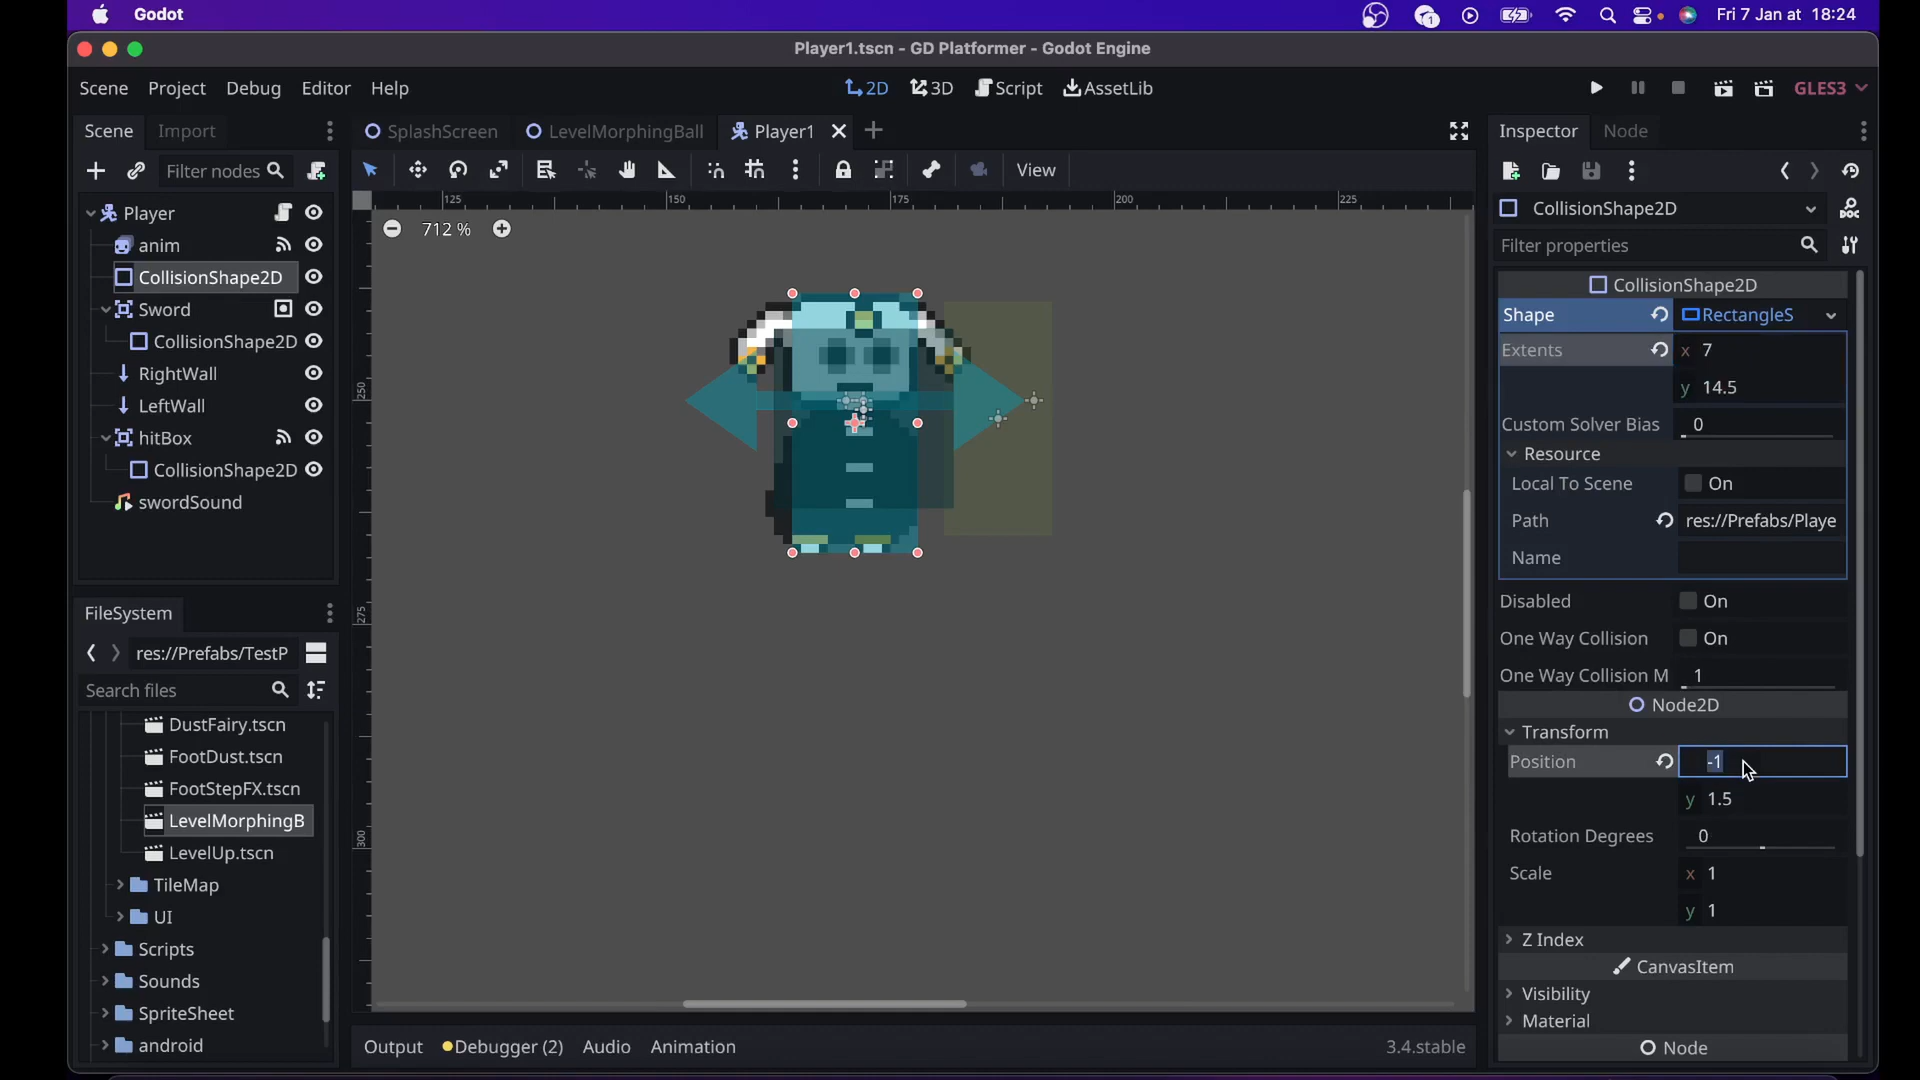 Godot
1
Fri 7 Jan at 18:24
Player1.tscn - GD Platformer - Godot Engine
Scene Project Debug Editor Help
2D 3D Script AssetLib
GLES3
Scene Import
SplashScreen LevelMorphingBall Player1
Inspector Node
Filter nodes
View
Player
anim
CollisionShape2D
Sword
CollisionShape2D
RightWall
LeftWall
hitBox
CollisionShape2D
swordSound
125 150 175 200 225
712 %
250
275
300
FileSystem
res://Prefabs/TestP
Search files
DustFairy.tscn
FootDust.tscn
FootStepFX.tscn
LevelMorphingB
LevelUp.tscn
TileMap
UI
Scripts
Sounds
SpriteSheet
android
Output Debugger (2) Audio Animation
3.4.stable
CollisionShape2D
DOC
Filter properties
CollisionShape2D
Shape RectangleS
Extents x 7
y 14.5
Custom Solver Bias 0
Resource
Local To Scene On
Path res://Prefabs/Playe
Name
Disabled On
One Way Collision On
One Way Collision M 1
Node2D
Transform
Position -1
y 1.5
Rotation Degrees 0
Scale x 1
y 1
Z Index
CanvasItem
Visibility
Material
Node